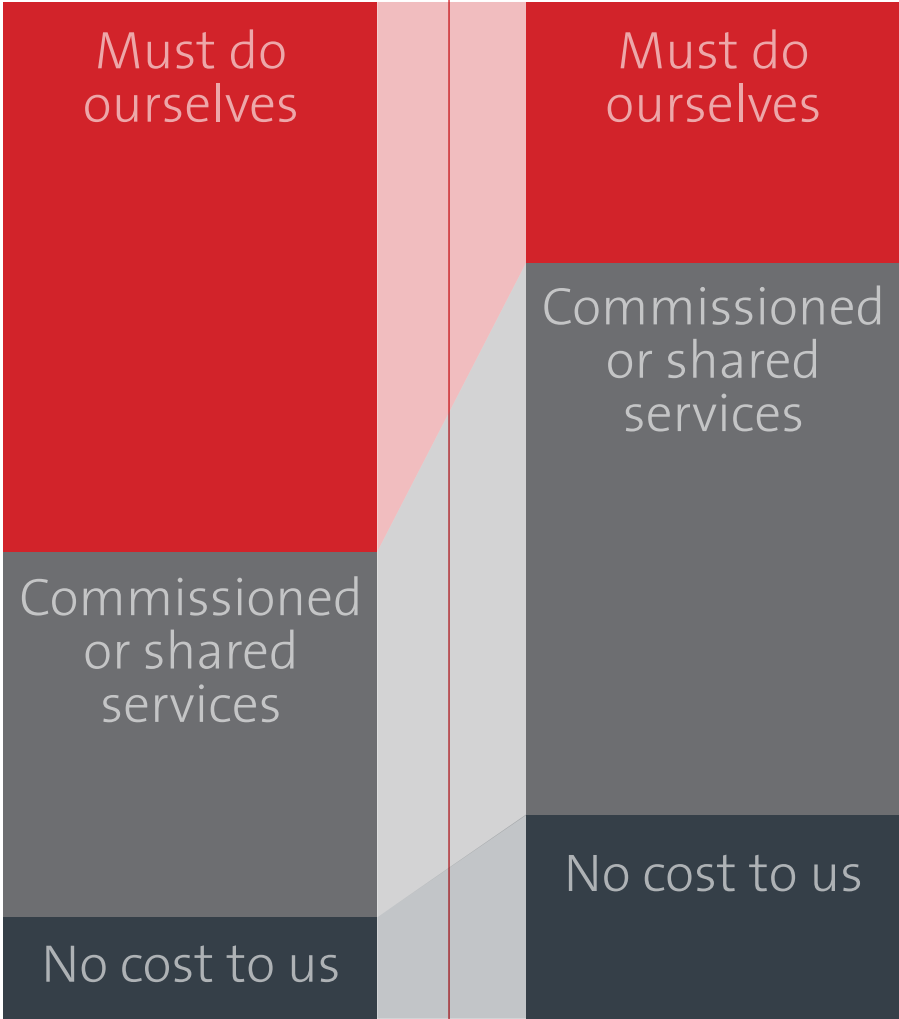 Must do
ourselves
Commissioned
or shared
services
No cost to us
Must do
ourselves
Commissioned
or shared
services
No cost to us